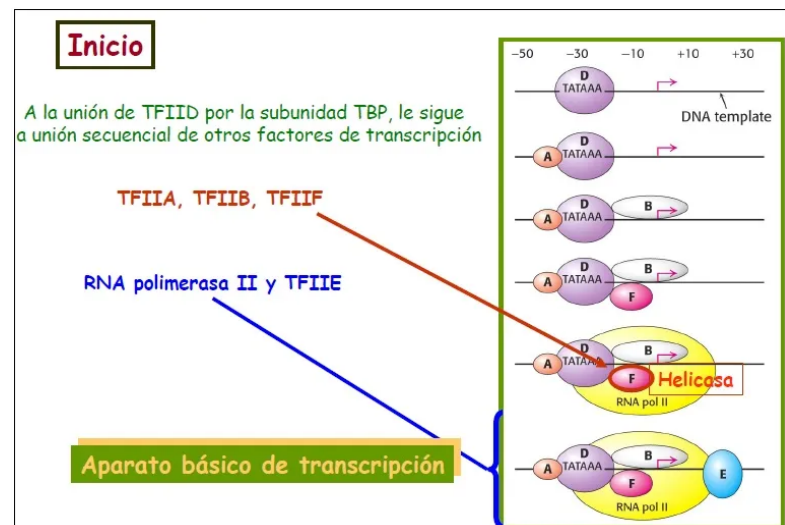 Inicio
A la unión de TFIID por la subunidad TBP, le sigue
a unión secuencial de otros factores de transcripción
TFIIA, TFIIB, TFIIF
RNA polimerasa II y TFIIE
Aparato básico de transcripción
−50 −30 −10 +10 +30
D
TATAAA
DNA template
D
A TATAAA
D B
A TATAAA
D B
A TATAAA
F
D B
A TATAAA
F Helicasa
RNA pol II
D B
A TATAAA E
F
RNA pol II